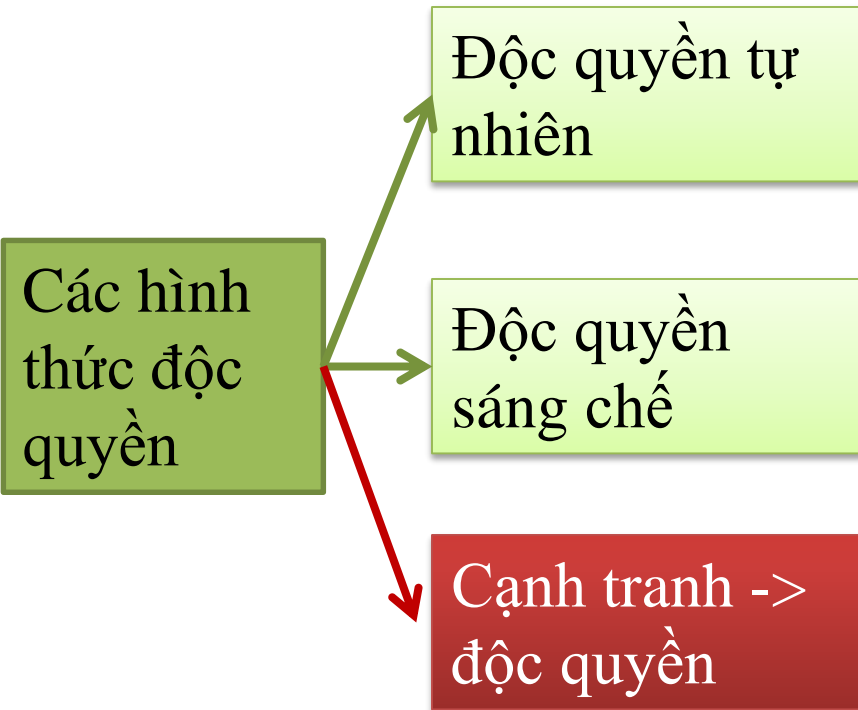 Độc quyền tự
nhiên
Các hình
thức độc
quyền
Độc quyền
sáng chế
Cạnh tranh ->
độc quyền